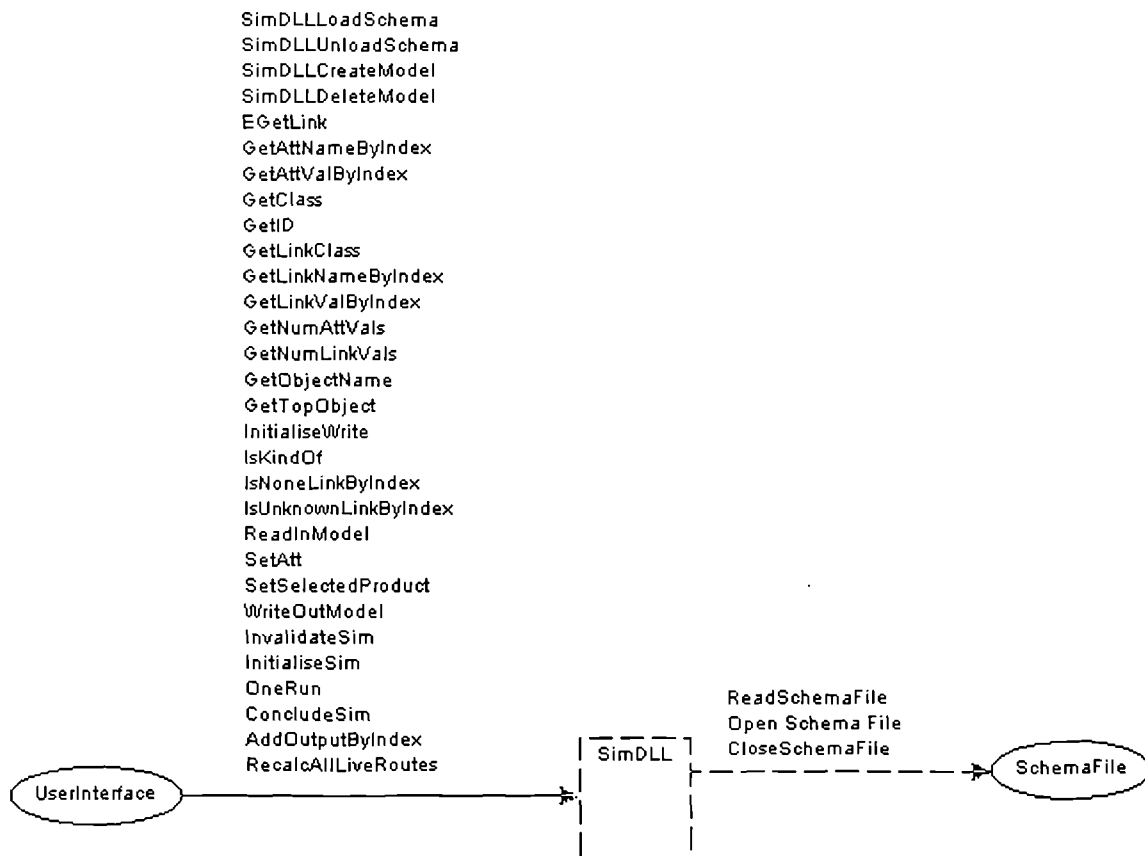 SimDLLLoadSchema
SimDLLUnloadSchema
SimDLLCreateModel
SimDLLDeleteModel
EGetLink
GetAttNameByIndex
GetAttValByIndex
GetClass
GetID
GetLinkClass
GetLinkNameByIndex
GetLinkValByIndex
GetNumAttVals
GetNumLinkVals
GetObjectName
GetTopObject
InitialiseWrite
IsKindOf
IsNoneLinkByIndex
IsUnknownLinkByIndex
ReadInModel
SetAtt
SetSelectedProduct
WriteOutModel
InvalidateSim
InitialiseSim
OneRun
ConcludeSim
AddOutputByIndex
RecalcAllLiveRoutes
UserInterface
SimDLL
ReadSchemaFile
Open Schema File
CloseSchemaFile
SchemaFile